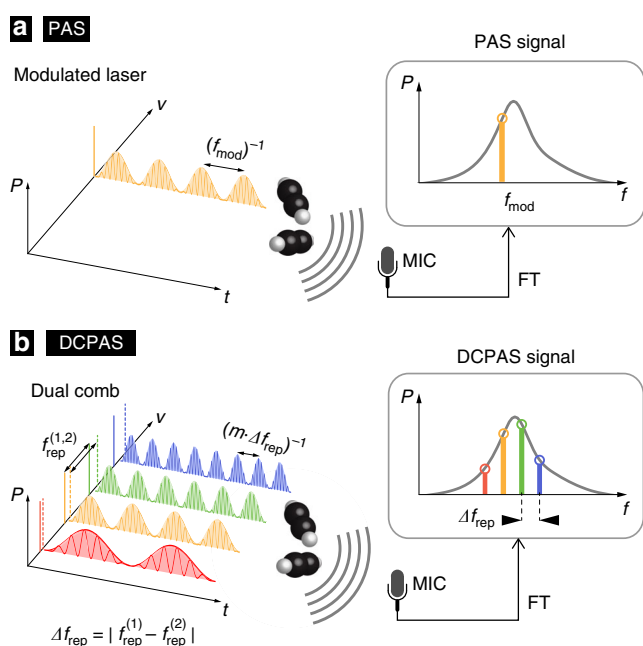 a PAS
PAS signal
Modulated laser
P
ν
(f_mod)⁻¹
t
P
f_mod
f
MIC
FT
b DCPAS
DCPAS signal
Dual comb
P
f_rep^(1,2)
ν
(m·Δf_rep)⁻¹
t
Δf_rep = | f_rep^(1) − f_rep^(2) |
P
Δf_rep
f
MIC
FT